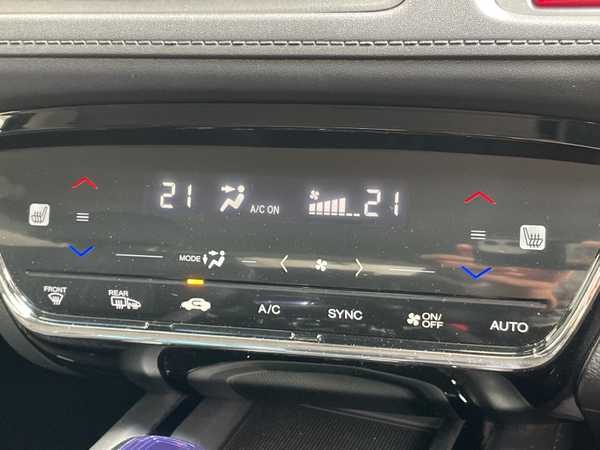 21 A/C ON 21
MODE
FRONT REAR A/C SYNC ON/OFF AUTO